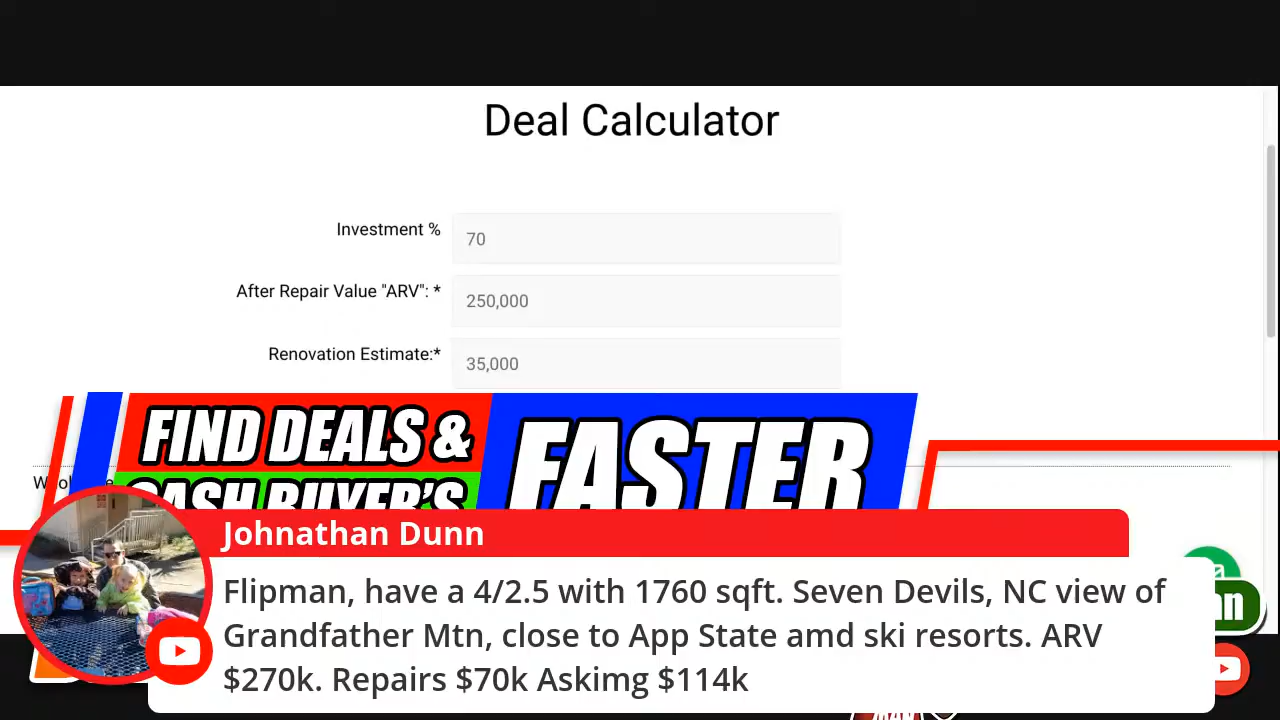 Deal Calculator
Investment %
70
After Repair Value "ARV": *
250,000
Renovation Estimate:*
35,000
FIND DEALS &
CASH BUYER'S
FASTER
Johnathan Dunn
Flipman, have a 4/2.5 with 1760 sqft. Seven Devils, NC view of
Grandfather Mtn, close to App State amd ski resorts. ARV
$270k. Repairs $70k Askimg $114k